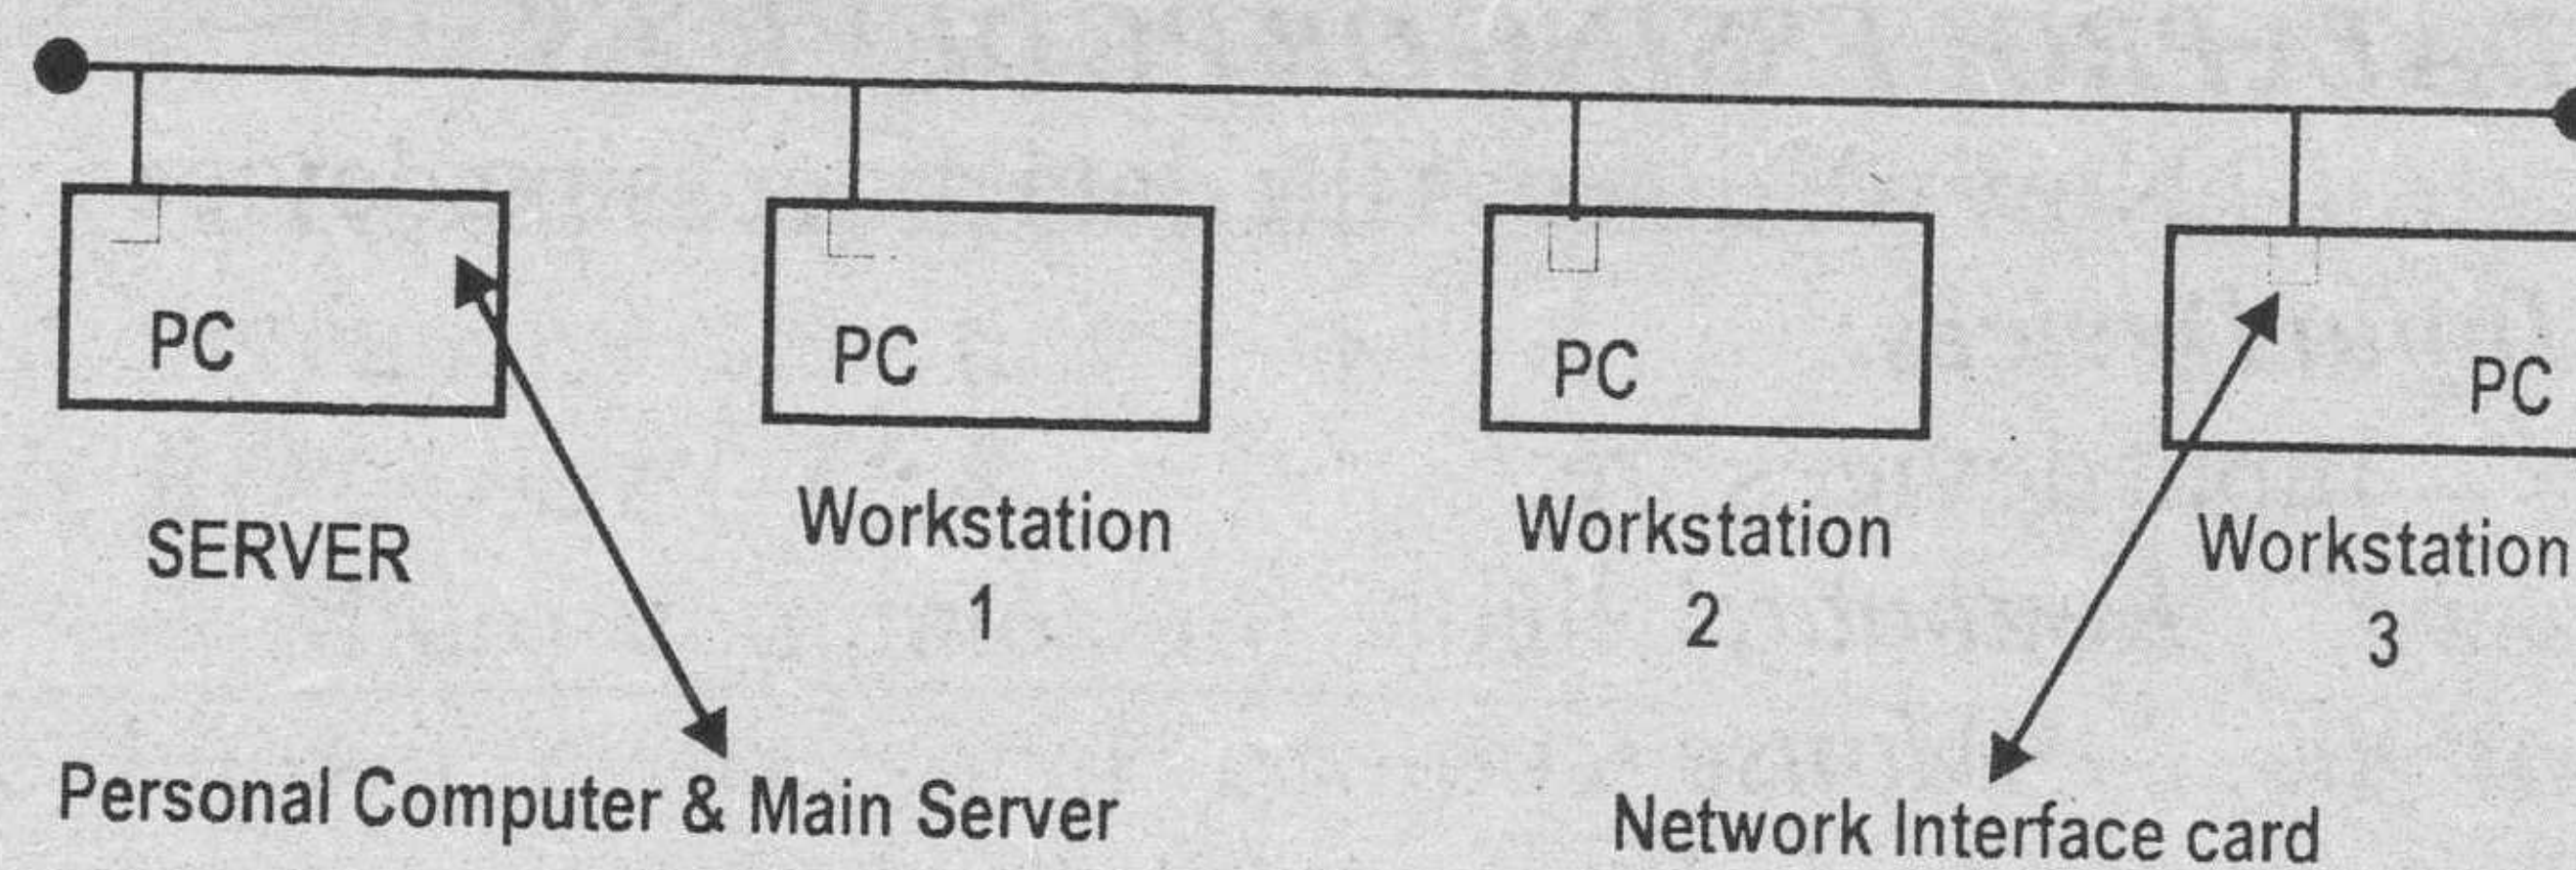 PC
PC
PC
PC
SERVER
Workstation
1
Workstation
2
Workstation
3
Personal Computer & Main Server
Network Interface card